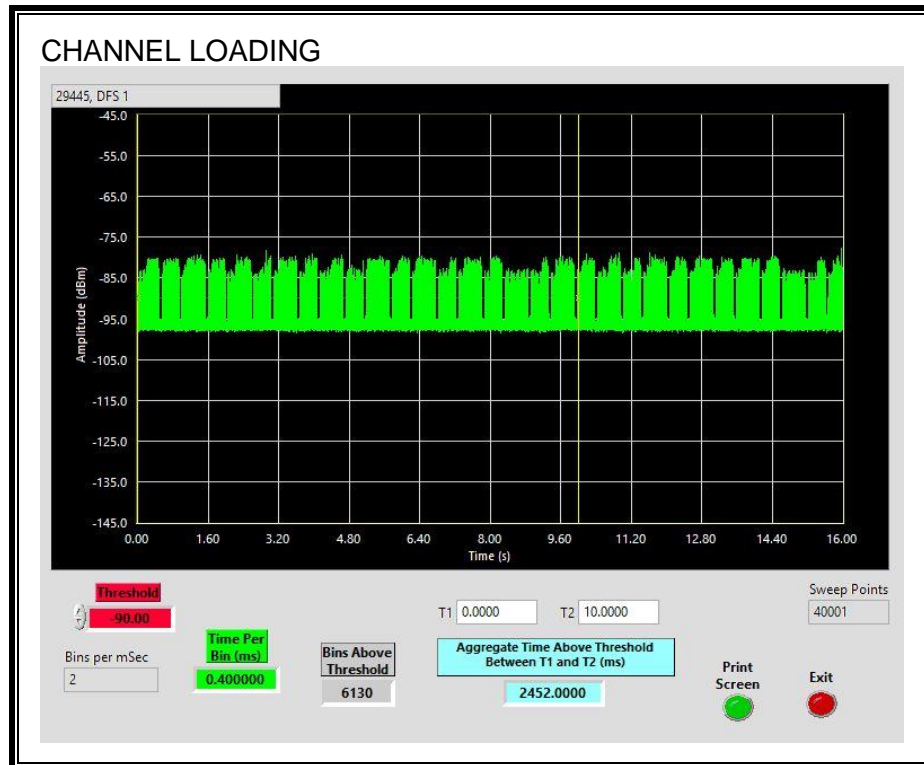 CHANNEL LOADING
29445, DFS 1
-45.0
-55.0
-65.0
-75.0
-85.0
-95.0
-105.0
-115.0
-125.0
-135.0
-145.0
Amplitude (dBm)
0.00 1.60 3.20 4.80 6.40 8.00 9.60 11.20 12.80 14.40 16.00
Time (s)
Threshold
-90.00
Bins per mSec
2
Time Per
Bin (ms)
0.400000
Bins Above
Threshold
6130
T1 0.0000 T2 10.0000
Aggregate Time Above Threshold
Between T1 and T2 (ms)
2452.0000
Sweep Points
40001
Print
Screen
Exit